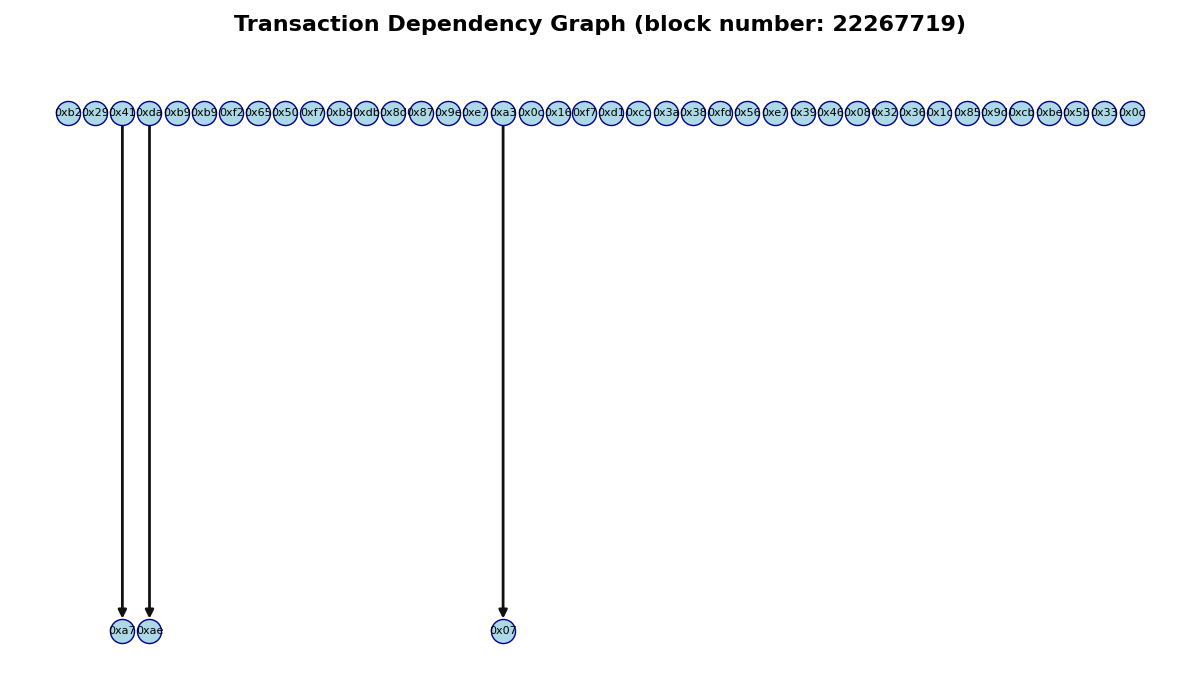 Transaction Dependency Graph (block number: 22267719)
0xb2 0x29 0x41 0xda 0xb9 0xb9 0xf2 0x65 0x50 0xf7 0xb8 0xdb 0x8d 0x87 0x9e 0xe7 0xa3 0x0c 0x16 0xf7 0xd1 0xcc 0x3a 0x38 0xfd 0x56 0xe7 0x39 0x46 0x08 0x32 0x36 0x1c 0x85 0x9d 0xcb 0xbe 0x5b 0x33 0x0c
0xa7 0xae 0x07